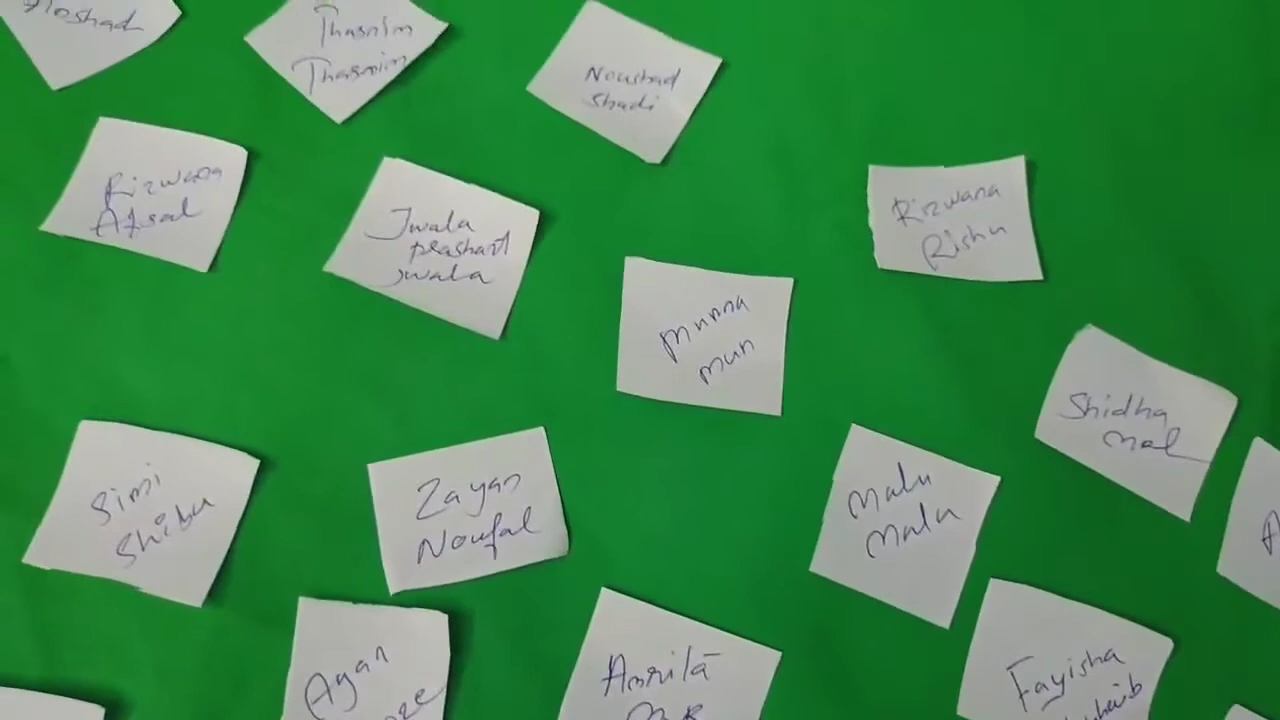 Thasnim
Thasnim
Noushad
Shadi
Rizwana
Afsal
Jwala
prashant
jwala
Rizwana
Rishu
Munna
mun
Shidha
mol
Simi
Shibu
Zayan
Noufal
Malu
Malu
Ayan
Amrita
Fayisha